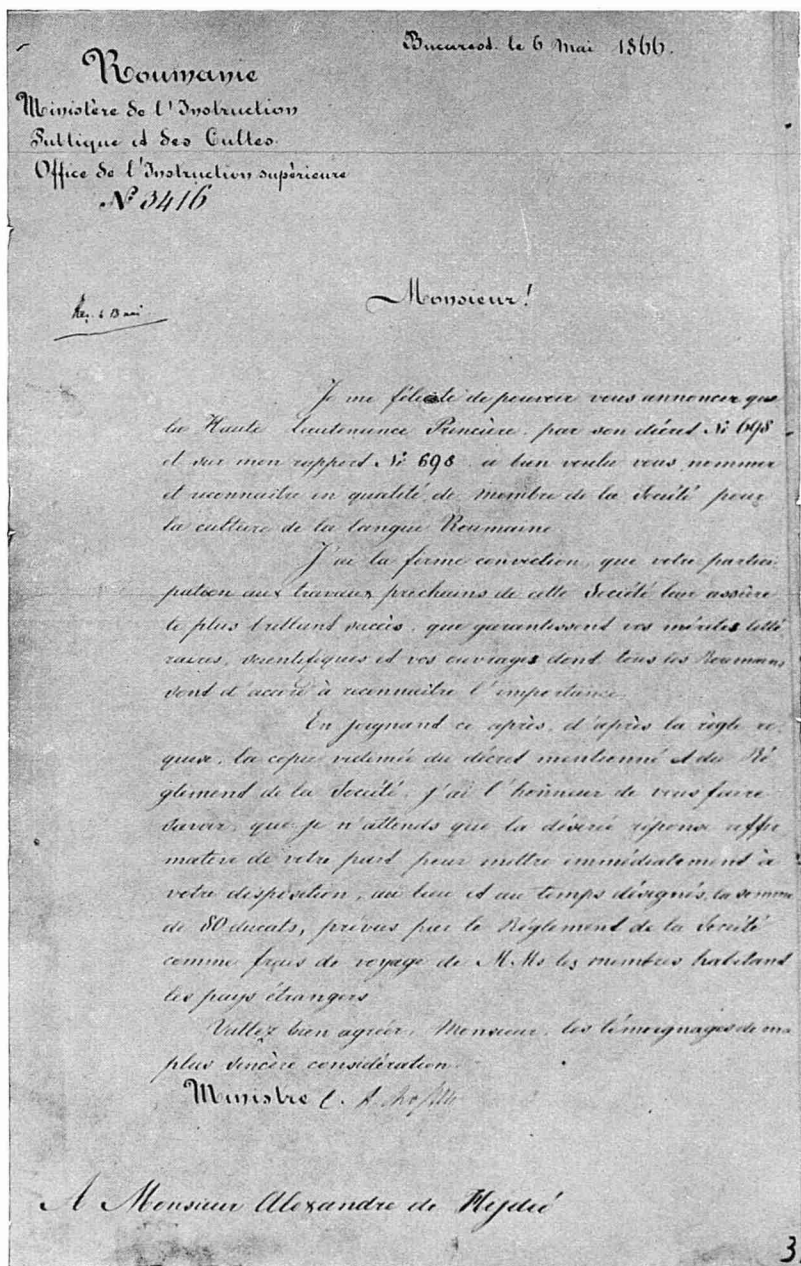 Bucarest. le 6 Mai 1866.
Roumanie
Ministère de l'Instruction
Publique et des Cultes.
Office de l'Instruction supèrieure
Nº 3416
Monsieur!
Je me félicite de pouvoir vous annoncer que
la Haute Lieutenance Princière, par son décret Nº 698
et sur mon rapport Nº 698 a bien voulu vous nommer
et reconnaitre en qualité de membre de la Société pour
la culture de la langue Roumaine.
J'ai la ferme conviction, que votre partici-
pation aux travaux prochains de cette Société leur assure
le plus brillant succès, que garantissent vos mérites litté
raires, scientifiques et vos ouvrages dont tous les Roumains
sont d'accord à reconnaitre l'importance.
En joignant ci après, d'après la règle re-
quise, la copie vidimée du décret mentionné et du Rè
glement de la Société, j'ai l'honneur de vous faire
savoir, que je n'attends que la désirée réponse affir
mative de votre part pour mettre immédiatement à
votre disposition, au lieu et au temps désignés, la somme
de 80 ducats, prévus par le Règlement de la Société
comme frais de voyage de M.Ms les membres habitant
les pays étrangers.
Veuillez bien agréer, Monsieur, les témoignages de ma
plus sincère considération.
Ministre C. A. Rosetti
A Monsieur Alexandre de Hejdeé
3